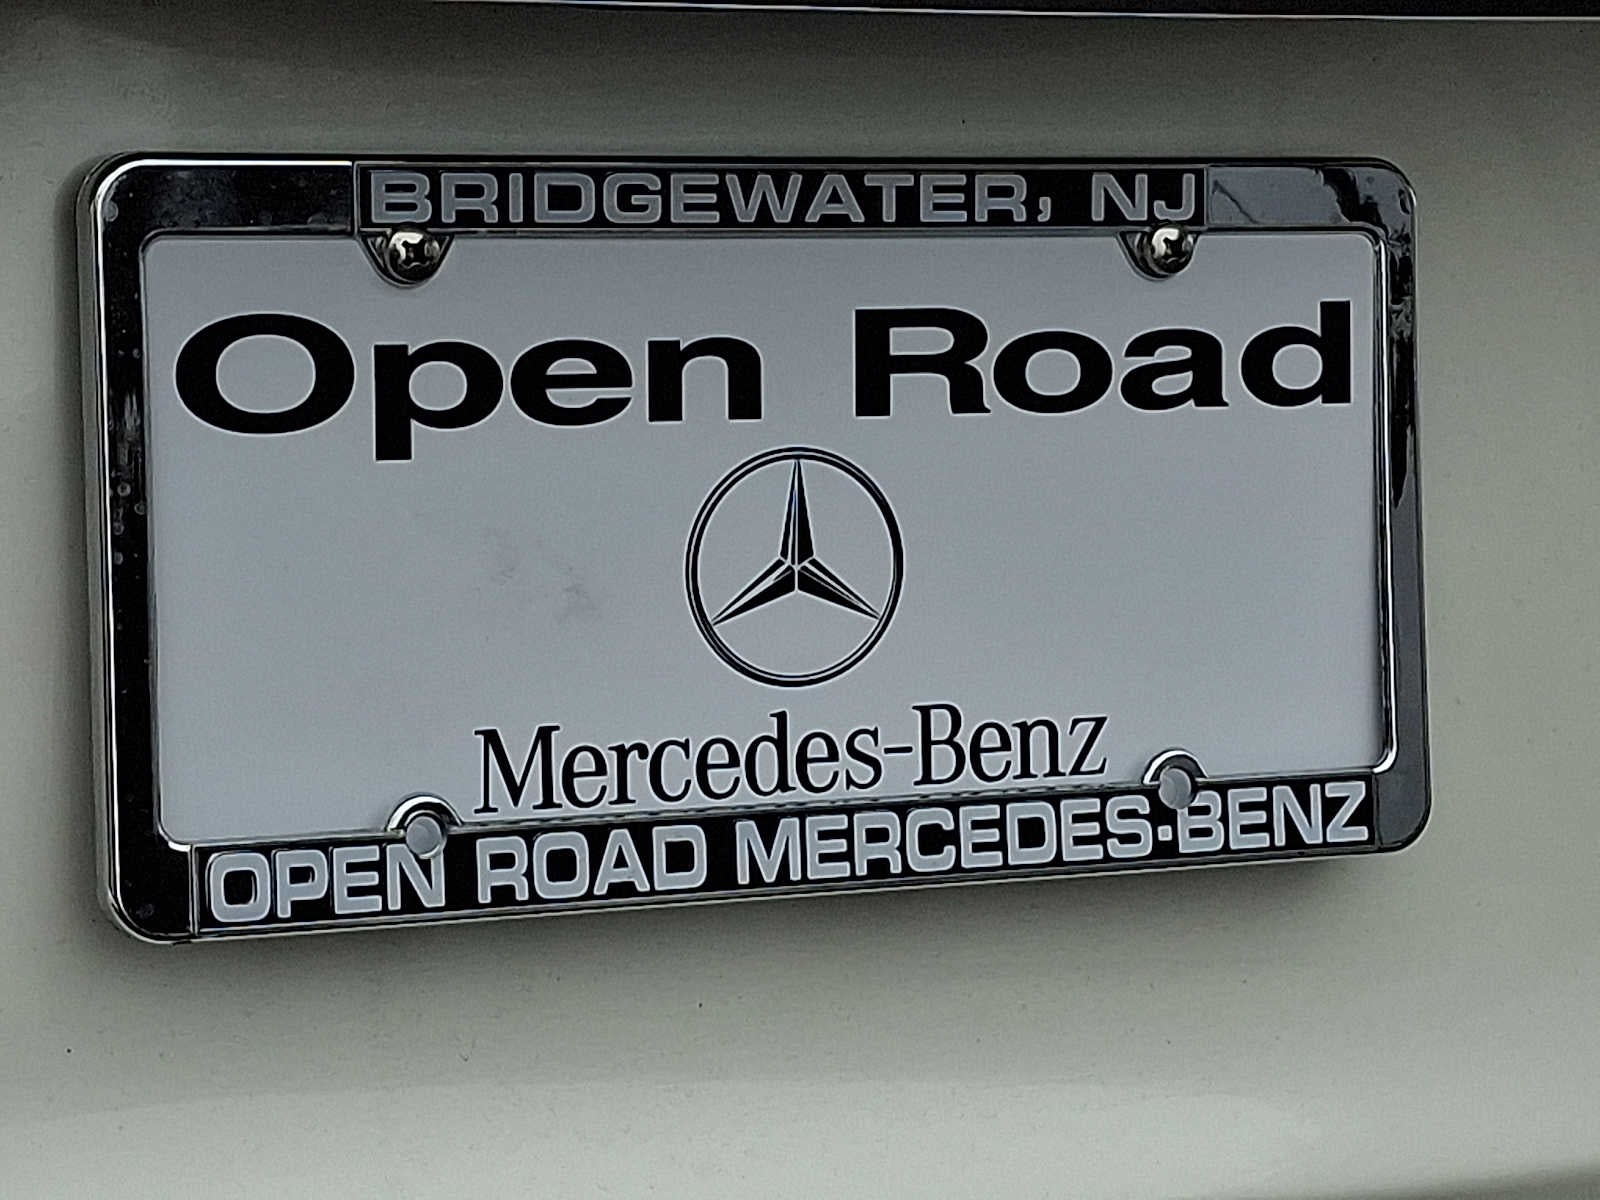 BRIDGEWATER, NJ
Open Road
Mercedes-Benz
OPEN ROAD MERCEDES-BENZ